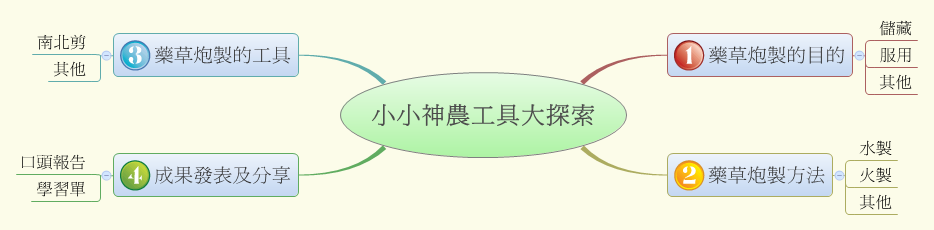 小小神農工具大探索
1 藥草炮製的目的
儲藏
服用
其他
2 藥草炮製方法
水製
火製
其他
3 藥草炮製的工具
南北剪
其他
4 成果發表及分享
口頭報告
學習單